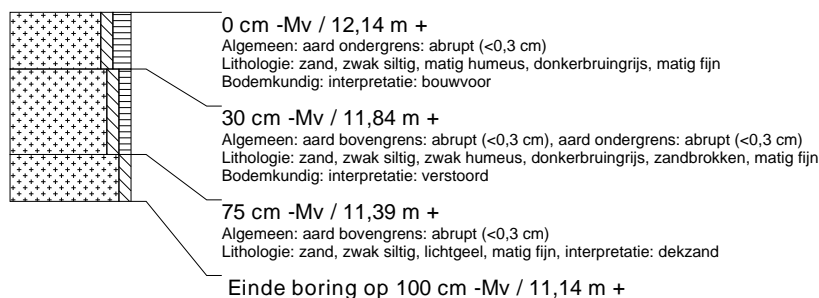 0 cm -Mv / 12,14 m +
Algemeen: aard ondergrens: abrupt (<0,3 cm)
Lithologie: zand, zwak siltig, matig humeus, donkerbruingrijs, matig fijn
Bodemkundig: interpretatie: bouwvoor
30 cm -Mv / 11,84 m +
Algemeen: aard bovengrens: abrupt (<0,3 cm), aard ondergrens: abrupt (<0,3 cm)
Lithologie: zand, zwak siltig, zwak humeus, donkerbruingrijs, zandbrokken, matig fijn
Bodemkundig: interpretatie: verstoord
75 cm -Mv / 11,39 m +
Algemeen: aard bovengrens: abrupt (<0,3 cm)
Lithologie: zand, zwak siltig, lichtgeel, matig fijn, interpretatie: dekzand
Einde boring op 100 cm -Mv / 11,14 m +